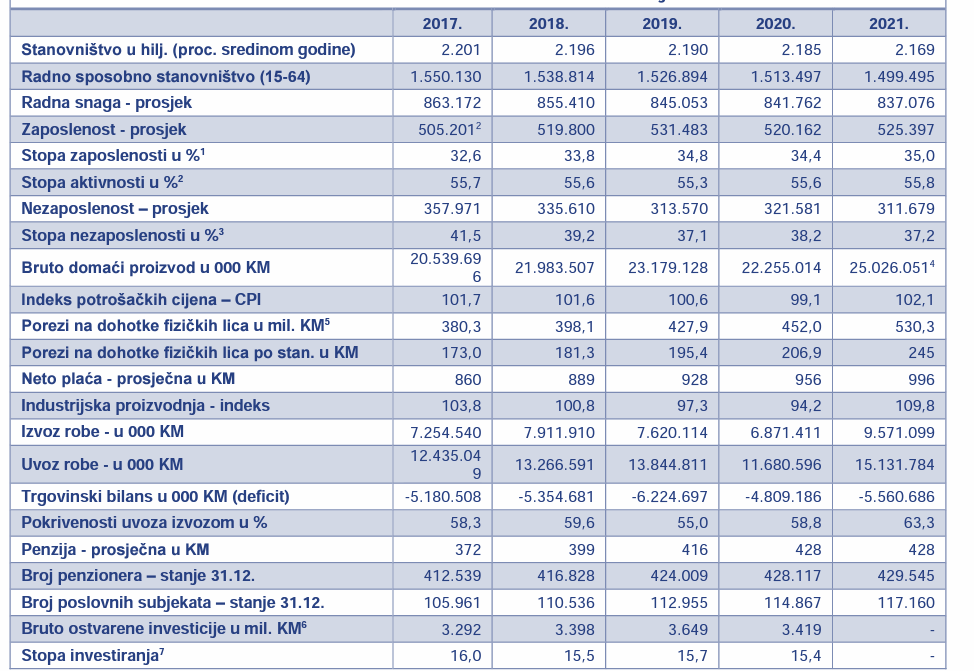 2017. 2018. 2019. 2020. 2021.
Stanovništvo u hilj. (proc. sredinom godine) 2.201 2.196 2.190 2.185 2.169
Radno sposobno stanovništvo (15-64) 1.550.130 1.538.814 1.526.894 1.513.497 1.499.495
Radna snaga - prosjek 863.172 855.410 845.053 841.762 837.076
Zaposlenost - prosjek 505.201² 519.800 531.483 520.162 525.397
Stopa zaposlenosti u %¹ 32,6 33,8 34,8 34,4 35,0
Stopa aktivnosti u %² 55,7 55,6 55,3 55,6 55,8
Nezaposlenost – prosjek 357.971 335.610 313.570 321.581 311.679
Stopa nezaposlenosti u %³ 41,5 39,2 37,1 38,2 37,2
Bruto domaći proizvod u 000 KM 20.539.69
6 21.983.507 23.179.128 22.255.014 25.026.051⁴
Indeks potrošačkih cijena – CPI 101,7 101,6 100,6 99,1 102,1
Porezi na dohotke fizičkih lica u mil. KM⁵ 380,3 398,1 427,9 452,0 530,3
Porezi na dohotke fizičkih lica po stan. u KM 173,0 181,3 195,4 206,9 245
Neto plaća - prosječna u KM 860 889 928 956 996
Industrijska proizvodnja - indeks 103,8 100,8 97,3 94,2 109,8
Izvoz robe - u 000 KM 7.254.540 7.911.910 7.620.114 6.871.411 9.571.099
Uvoz robe - u 000 KM 12.435.04
9 13.266.591 13.844.811 11.680.596 15.131.784
Trgovinski bilans u 000 KM (deficit) -5.180.508 -5.354.681 -6.224.697 -4.809.186 -5.560.686
Pokrivenosti uvoza izvozom u % 58,3 59,6 55,0 58,8 63,3
Penzija - prosječna u KM 372 399 416 428 428
Broj penzionera – stanje 31.12. 412.539 416.828 424.009 428.117 429.545
Broj poslovnih subjekata – stanje 31.12. 105.961 110.536 112.955 114.867 117.160
Bruto ostvarene investicije u mil. KM⁶ 3.292 3.398 3.649 3.419 -
Stopa investiranja⁷ 16,0 15,5 15,7 15,4 -